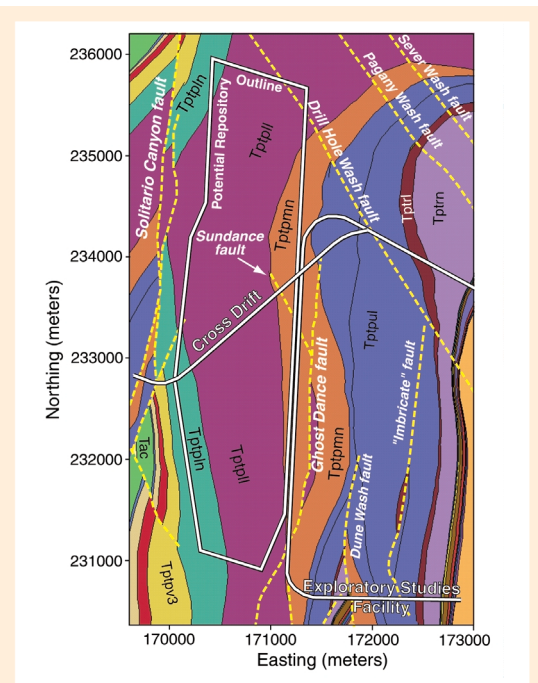 236000
235000
234000
233000
232000
231000
Northing (meters)
170000
171000
172000
173000
Easting (meters)
Solitario Canyon fault
Tptpln
Potential Repository
Outline
Tptpll
Drill Hole Wash fault
Pagany Wash fault
Sever Wash fault
Tptrl
Tptrn
Tptpmn
Sundance
fault
Cross Drift
Tptpul
Ghost Dance fault
"Imbricate" fault
Tac
Tptpln
Tptpll
Tptpmn
Dune Wash fault
Tptpv3
Exploratory Studies
Facility